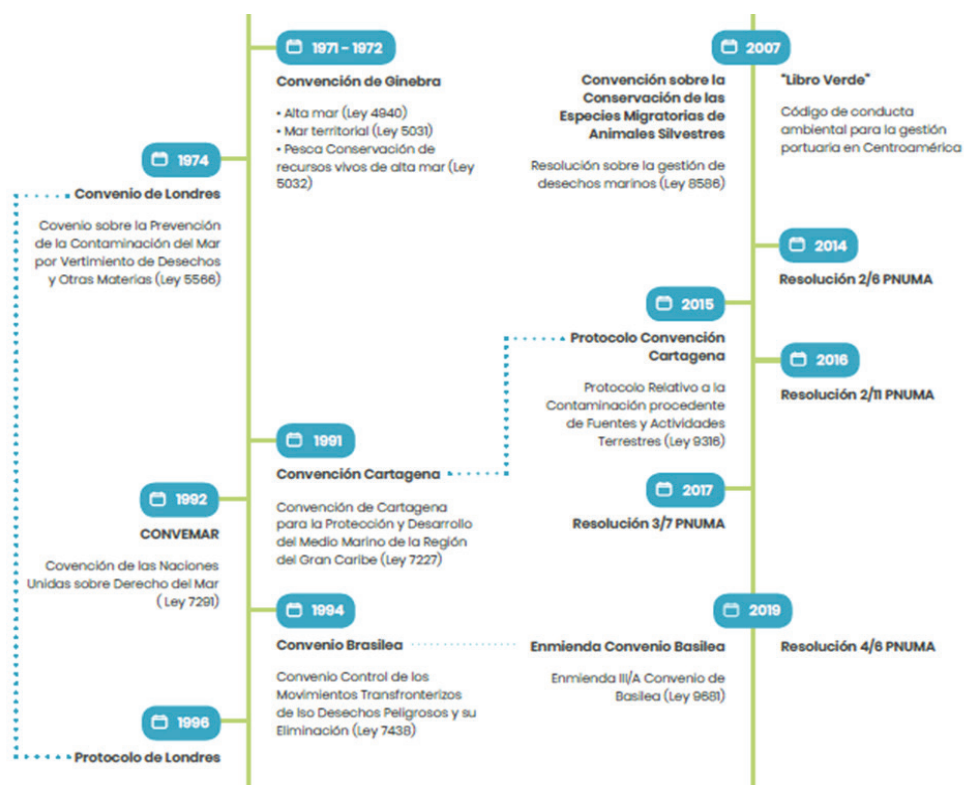 1971 - 1972
Convención de Ginebra
• Alta mar (Ley 4940)
• Mar territorial (Ley 5031)
• Pesca Conservación de
recursos vivos de alta mar (Ley
5032)
1974
Convenio de Londres
Covenio sobre la Prevención
de la Contaminación del Mar
por Vertimiento de Desechos
y Otras Materias (Ley 5566)
1991
Convención Cartagena
Convención de Cartagena
para la Protección y Desarrollo
del Medio Marino de la Región
del Gran Caribe (Ley 7227)
1992
CONVEMAR
Covención de las Naciones
Unidas sobre Derecho del Mar
( Ley 7291)
1994
Convenio Brasilea
Convenio Control de los
Movimientos Transfronterizos
de lso Desechos Peligrosos y su
Eliminación (Ley 7438)
1996
Protocolo de Londres
2007
Convención sobre la
Conservación de las
Especies Migratorias de
Animales Silvestres
Resolución sobre la gestión de
desechos marinos (Ley 8586)
"Libro Verde"
Código de conducta
ambiental para la gestión
portuaria en Centroamérica
2014
Resolución 2/6 PNUMA
2015
Protocolo Convención
Cartagena
Protocolo Relativo a la
Contaminación procedente
de Fuentes y Actividades
Terrestres (Ley 9316)
2016
Resolución 2/11 PNUMA
2017
Resolución 3/7 PNUMA
2019
Enmienda Convenio Basilea
Enmienda III/A Convenio de
Basilea (Ley 9681)
Resolución 4/6 PNUMA